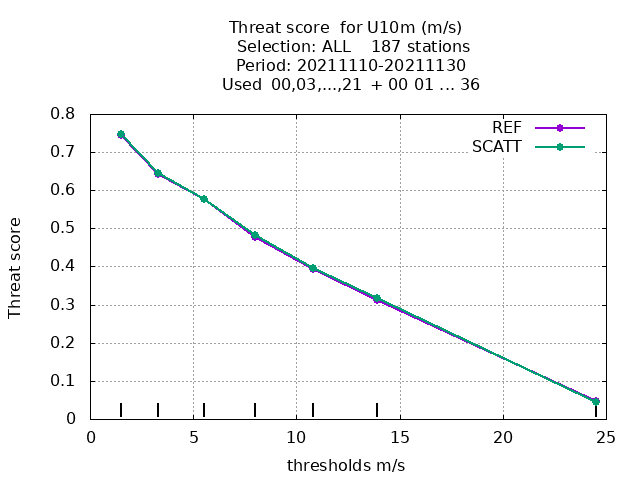 Threat score for U10m (m/s)
Selection: ALL 187 stations
Period: 20211110-20211130
Used 00,03,...,21 + 00 01 ... 36
REF
SCATT
0.8
0.7
0.6
0.5
0.4
0.3
0.2
0.1
0
Threat score
0 5 10 15 20 25
thresholds m/s